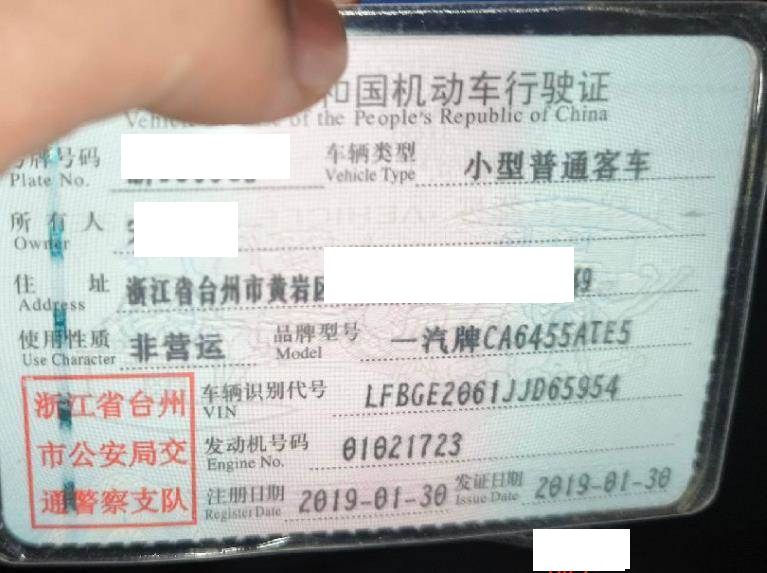 和国机动车行驶证
of the People's Republic of China
号牌号码
Plate No.
车辆类型
Vehicle Type
小型普通客车
所有人
Owner
住址
Address
浙江省台州市黄岩区
使用性质
Use Character
非营运
品牌型号
Model
一汽牌CA6455ATE5
浙江省台州
市公安局交
通警察支队
车辆识别代号
VIN
LFBGE2061JJD65954
发动机号码
Engine No.
01021723
注册日期
Register Date
2019-01-30
发证日期
Issue Date
2019-01-30